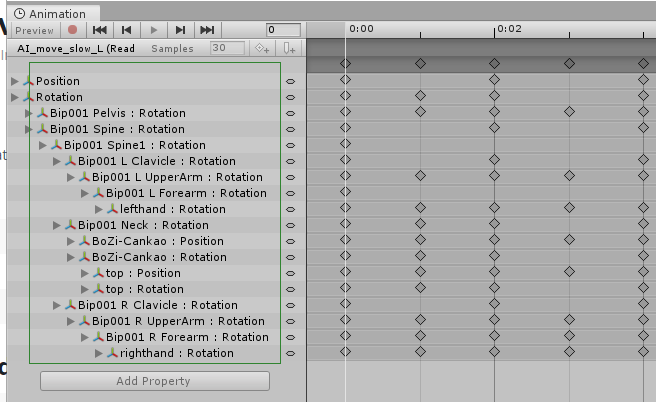 Animation
Preview 0 0:00 0:02
AI_move_slow_L (Read Samples 30
Position
Rotation
Bip001 Pelvis : Rotation
Bip001 Spine : Rotation
Bip001 Spine1 : Rotation
Bip001 L Clavicle : Rotation
Bip001 L UpperArm : Rotation
Bip001 L Forearm : Rotation
lefthand : Rotation
Bip001 Neck : Rotation
BoZi-Cankao : Position
BoZi-Cankao : Rotation
top : Position
top : Rotation
Bip001 R Clavicle : Rotation
Bip001 R UpperArm : Rotation
Bip001 R Forearm : Rotation
righthand : Rotation
Add Property